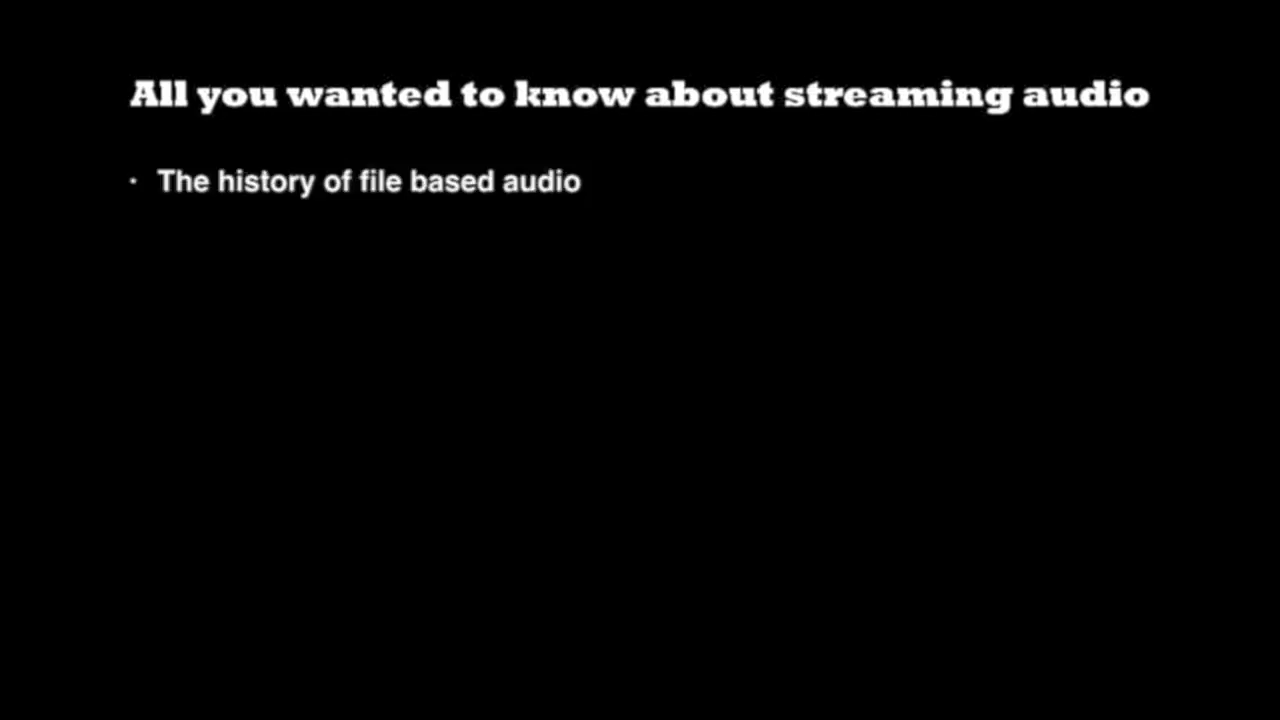 All you wanted to know about streaming audio
· The history of file based audio